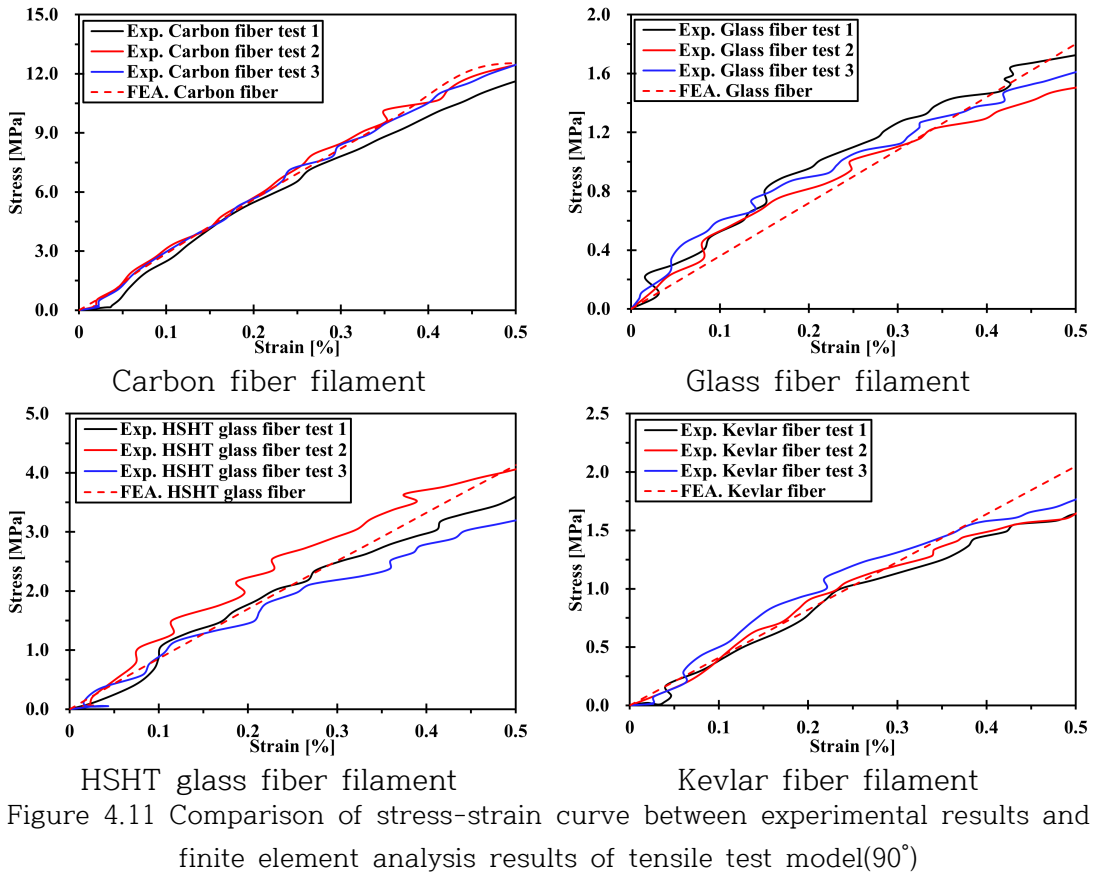 15.0
12.0
9.0
6.0
3.0
0.0
Stress [MPa]
Exp. Carbon fiber test 1
Exp. Carbon fiber test 2
Exp. Carbon fiber test 3
FEA. Carbon fiber
0 0.1 0.2 0.3 0.4 0.5
Strain [%]
Carbon fiber filament
2.0
1.6
1.2
0.8
0.4
0.0
Stress [MPa]
Exp. Glass fiber test 1
Exp. Glass fiber test 2
Exp. Glass fiber test 3
FEA. Glass fiber
0 0.1 0.2 0.3 0.4 0.5
Strain [%]
Glass fiber filament
5.0
4.0
3.0
2.0
1.0
0.0
Stress [MPa]
Exp. HSHT glass fiber test 1
Exp. HSHT glass fiber test 2
Exp. HSHT glass fiber test 3
FEA. HSHT glass fiber
0 0.1 0.2 0.3 0.4 0.5
Strain [%]
HSHT glass fiber filament
2.5
2.0
1.5
1.0
0.5
0.0
Stress [MPa]
Exp. Kevlar fiber test 1
Exp. Kevlar fiber test 2
Exp. Kevlar fiber test 3
FEA. Kevlar fiber
0 0.1 0.2 0.3 0.4 0.5
Strain [%]
Kevlar fiber filament
Figure 4.11 Comparison of stress-strain curve between experimental results and
finite element analysis results of tensile test model(90°)